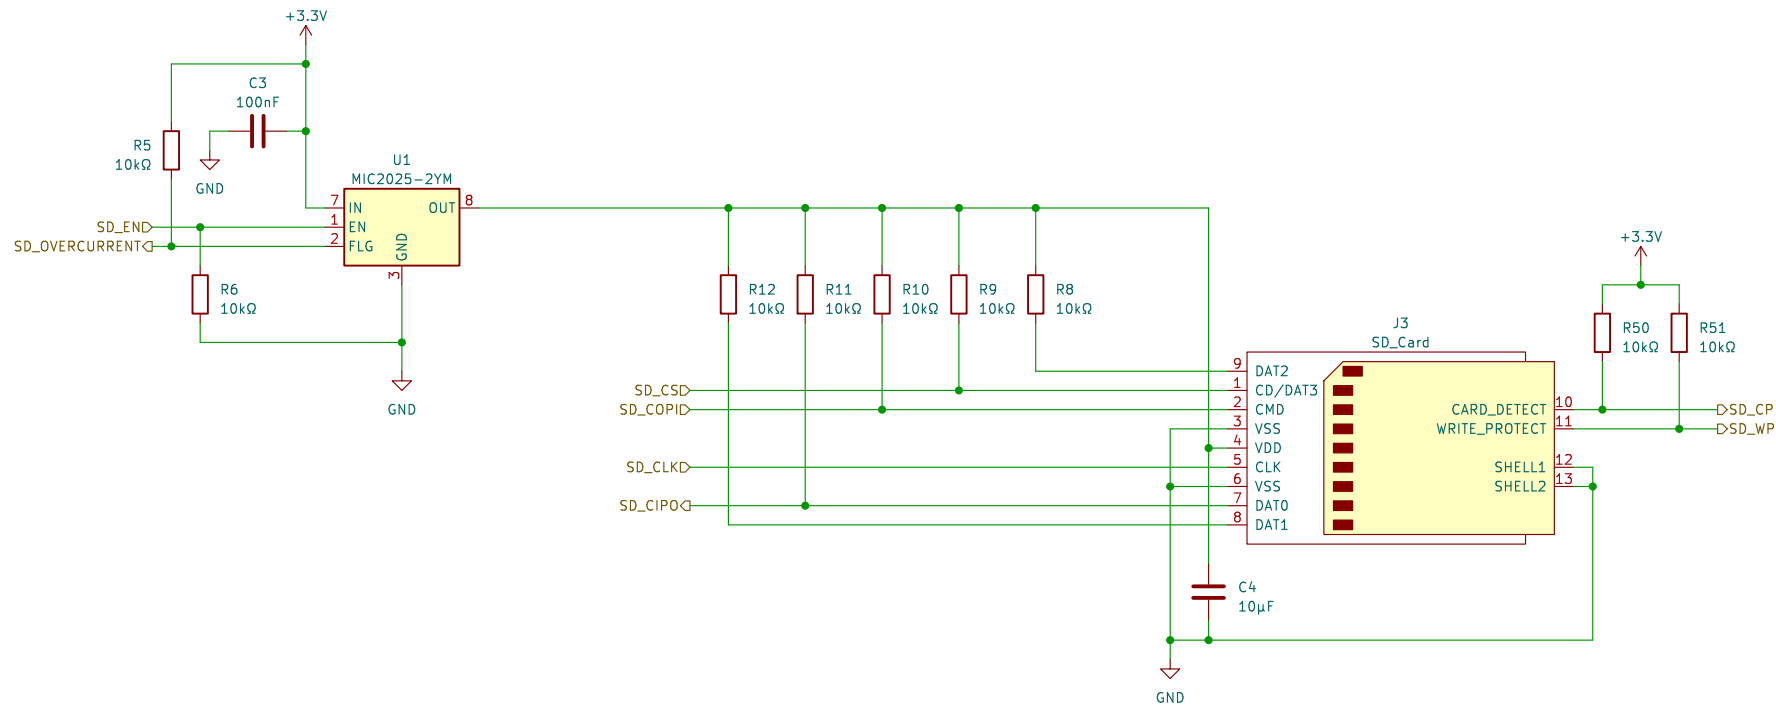 +3.3V
C3
100nF
R5
10kΩ
GND
U1
MIC2025-2YM
7
IN
OUT
8
SD_EN
1
EN
SD_OVERCURRENT
2
FLG
GND
3
R6
10kΩ
GND
R12
10kΩ
R11
10kΩ
R10
10kΩ
R9
10kΩ
R8
10kΩ
+3.3V
R50
10kΩ
R51
10kΩ
J3
SD_Card
9
DAT2
SD_CS
1
CD/DAT3
SD_COPI
2
CMD
3
VSS
4
VDD
SD_CLK
5
CLK
6
VSS
SD_CIPO
7
DAT0
8
DAT1
CARD_DETECT
10
SD_CP
WRITE_PROTECT
11
SD_WP
SHELL1
12
SHELL2
13
C4
10µF
GND